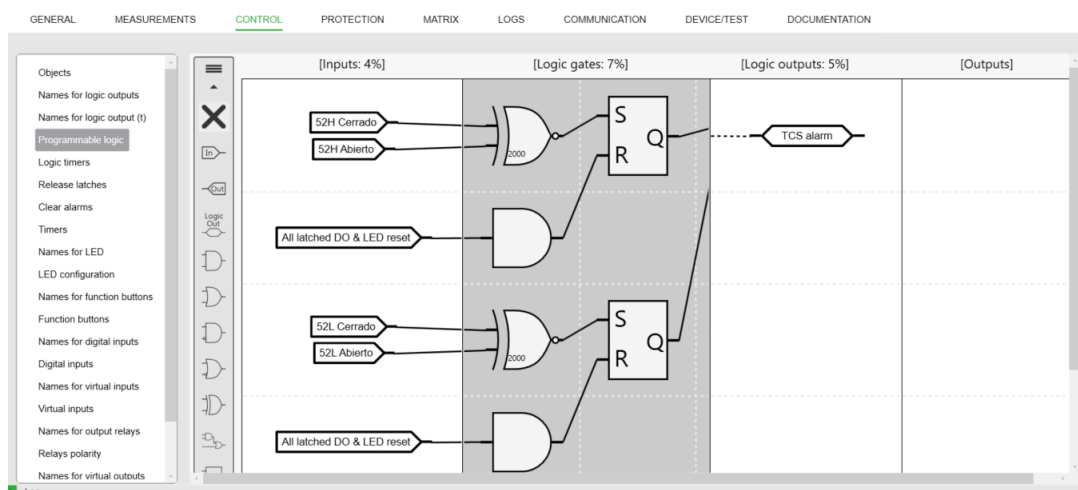 GENERAL MEASUREMENTS CONTROL PROTECTION MATRIX LOGS COMMUNICATION DEVICE/TEST DOCUMENTATION
Objects
Names for logic outputs
Names for logic output (t)
Programmable logic
Logic timers
Release latches
Clear alarms
Timers
Names for LED
LED configuration
Names for function buttons
Function buttons
Names for digital inputs
Digital inputs
Names for virtual inputs
Virtual inputs
Names for output relays
Relays polarity
Names for virtual outputs
In
Out
Logic
Out
[Inputs: 4%] [Logic gates: 7%] [Logic outputs: 5%] [Outputs]
52H Cerrado
52H Abierto
2000
S
R
Q
TCS alarm
All latched DO & LED reset
52L Cerrado
52L Abierto
2000
S
R
Q
All latched DO & LED reset